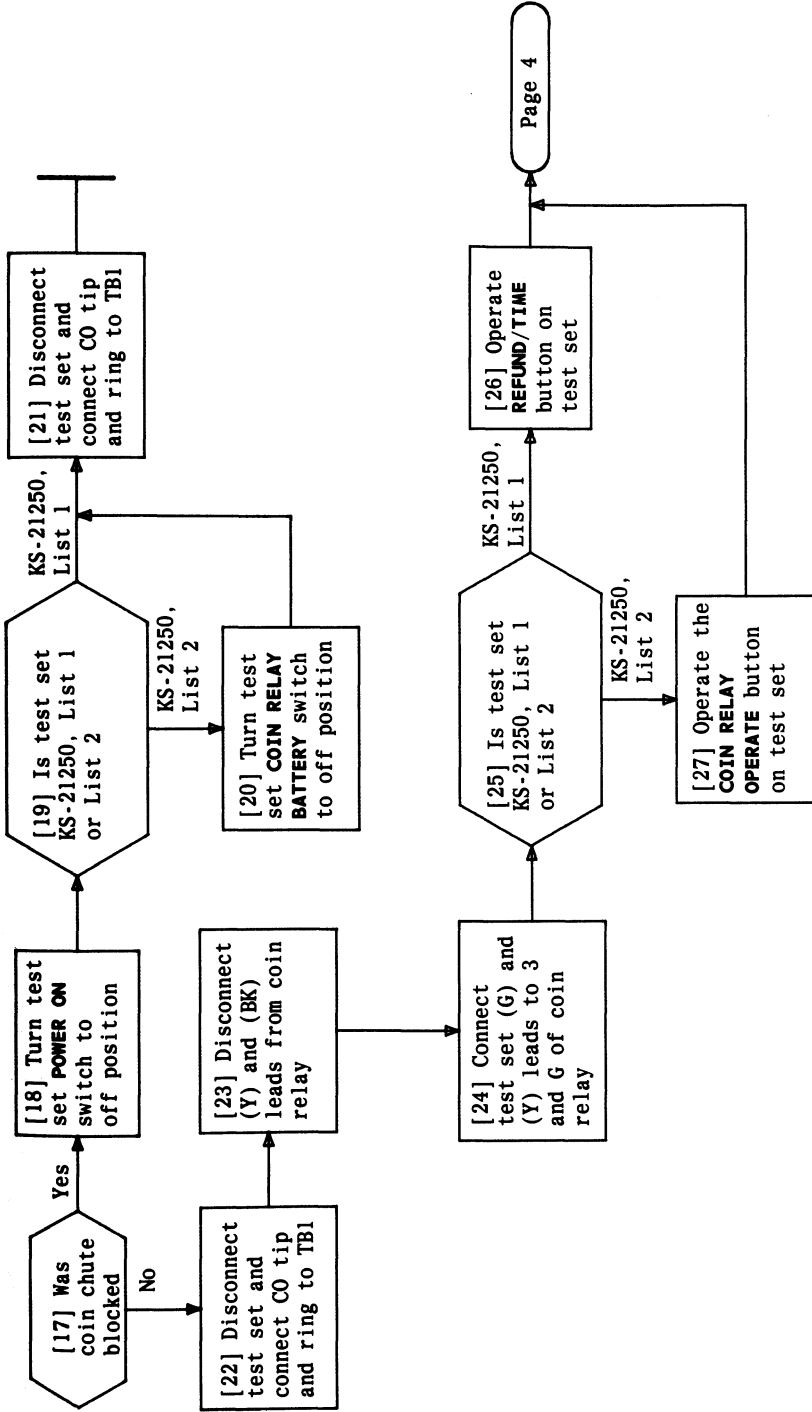 [17] Was
coin chute
blocked
Yes
No
[18] Turn test
set POWER ON
switch to
off position
[19] Is test set
KS-21250, List 1
or List 2
KS-21250,
List 1
KS-21250,
List 2
[20] Turn test
set COIN RELAY
BATTERY switch
to off position
[21] Disconnect
test set and
connect CO tip
and ring to TB1
[22] Disconnect
test set and
connect CO tip
and ring to TB1
[23] Disconnect
(Y) and (BK)
leads from coin
relay
[24] Connect
test set (G) and
(Y) leads to 3
and G of coin
relay
[25] Is test set
KS-21250, List 1
or List 2
KS-21250,
List 1
KS-21250,
List 2
[26] Operate
REFUND/TIME
button on
test set
[27] Operate the
COIN RELAY
OPERATE button
on test set
Page 4